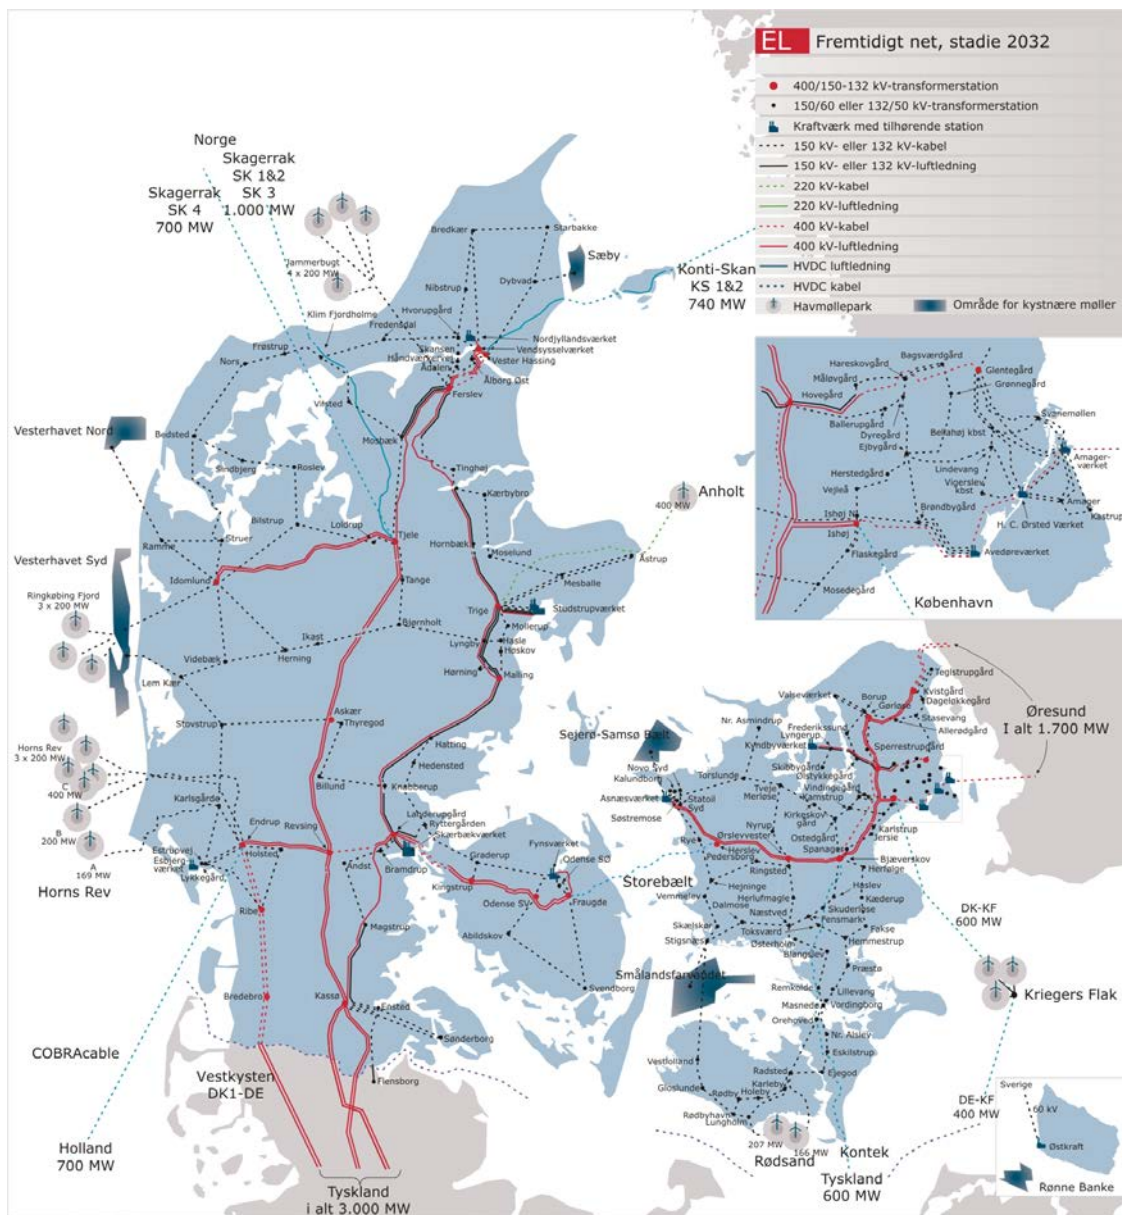 EL Fremtidigt net, stadie 2032
400/150-132 kV-transformerstation
150/60 eller 132/50 kV-transformerstation
Kraftværk med tilhørende station
150 kV- eller 132 kV-kabel
150 kV- eller 132 kV-luftledning
220 kV-kabel
220 kV-luftledning
400 kV-kabel
400 kV-luftledning
HVDC luftledning
HVDC kabel
Havmøllepark
Område for kystnære møller
Norge
Skagerrak
SK 1&2
SK 3
1.000 MW
Skagerrak
SK 4
700 MW
Jammerbugt
4 x 200 MW
Bredkær
Starbakke
Sæby
Dybvad
Nibstrup
Konti-Skan
KS 1&2
740 MW
Hvorupgård
Klim Fjordholme
Fredensdal
Frøstrup
Nors
Nordjyllandsværket
Vendsysselværket
Skansen
Håndværkervej
Ådalen
Vester Hassing
Ålborg Øst
Ferslev
Vilsted
Mosbæk
Vesterhavet Nord
Bedsted
Sindbjerg
Roslev
Tinghøj
Kærbybro
Anholt
400 MW
Bilstrup
Loldrup
Tjele
Hornbæk
Moselund
Åstrup
Ramme
Struer
Mesballe
Vesterhavet Syd
Idomlund
Tange
Ringkøbing Fjord
3 x 200 MW
Trige
Studstrupværket
Bjørnholt
Mollerup
Ikast
Lyngby
Hasle
Høskov
Videbæk
Herning
Hørning
Malling
Lem Kær
Askær
Thyregod
Stovstrup
Hatting
Horns Rev
3 x 200 MW
Hedensted
C
400 MW
Karlsgårde
Billund
Knabberup
B
200 MW
Landerupgård
Ryttergården
Skærbækværket
Endrup
Revsing
A
169 MW
Estrupvej
Esbjerg-
værket
Lykkegård
Holsted
Andst
Bramdrup
Graderup
Fynsværket
Odense SØ
Horns Rev
Kingstrup
Odense SV
Fraugde
Storebælt
Ribe
Magstrup
Abildskov
Svendborg
Bredebro
Kassø
Ensted
Sønderborg
COBRAcable
Flensborg
Vestkysten
DK1-DE
Holland
700 MW
Tyskland
i alt 3.000 MW
Bagsværdgård
Hareskovgård
Glentegård
Måløvgård
Grønnegård
Hovegård
Svanemøllen
Ballerupgård
Dyregård
Bellahøj kbst
Ejbygård
Amager-
værket
Lindevang
Herstedgård
Vigerslev
kbst
Vejleå
Amager
Kastrup
Ishøj N
Ishøj
Brøndbygård
H. C. Ørsted Værket
Flaskegård
Avedøreværket
Mosedegård
København
Teglstrupgård
Kvistgård
Dageløkkegård
Valseværket
Borup
Gørløse
Stasevang
Allerødgård
Nr. Asmindrup
Frederikssund
Lyngerup
Kyndbyværket
Øresund
I alt 1.700 MW
Sejerø-Samsø Bælt
Sperrestrupgård
Skibbygård
Ølstykkegård
Novo Syd
Kalundborg
Torslunde
Tveje
Merløse
Vindingegård
Kamstrup
Asnæsværket
Statoil
Syd
Søstremose
Kirkeskov
gård
Karlstrup
Jersie
Nyrup
Ørslevvester
Ostedgård
Rye
Herslev
Spanager
Pedersborg
Ringsted
Bjæverskov
Herfølge
Hejninge
Haslev
Vemmelev
Dalmose
Herlufmagle
Kæderup
Skuderløse
Næstved
Fensmark
Skælskør
Stigsnæs
Toksværd
Fakse
Østerholm
Hemmestrup
Blangslev
Præstø
Smålandsfarvandet
Remkolde
Lillevang
Masnedø
Vordingborg
Orehoved
Nr. Alslev
Eskilstrup
Vestlolland
Radsted
Ejegod
Gloslunde
Rødby
Karleby
Holeby
Rødbyhavn
Lungholm
207 MW
166 MW
Rødsand
Kontek
Tyskland
600 MW
DK-KF
600 MW
Kriegers Flak
DE-KF
400 MW
Sverige
60 kV
Østkraft
Rønne Banke